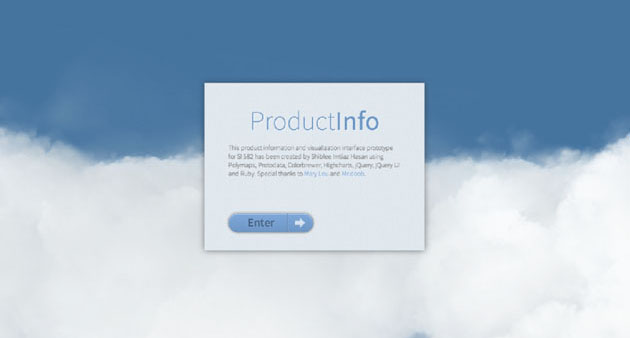 ProductInfo
This product information and visualization interface prototype
for SI 582 has been created by Shiblee Imtiaz Hasan using
Polymaps, Protodata, Colorbrewer, Highcharts, jQuery, jQuery UI
and Ruby. Special thanks to Mary Lou and
Enter